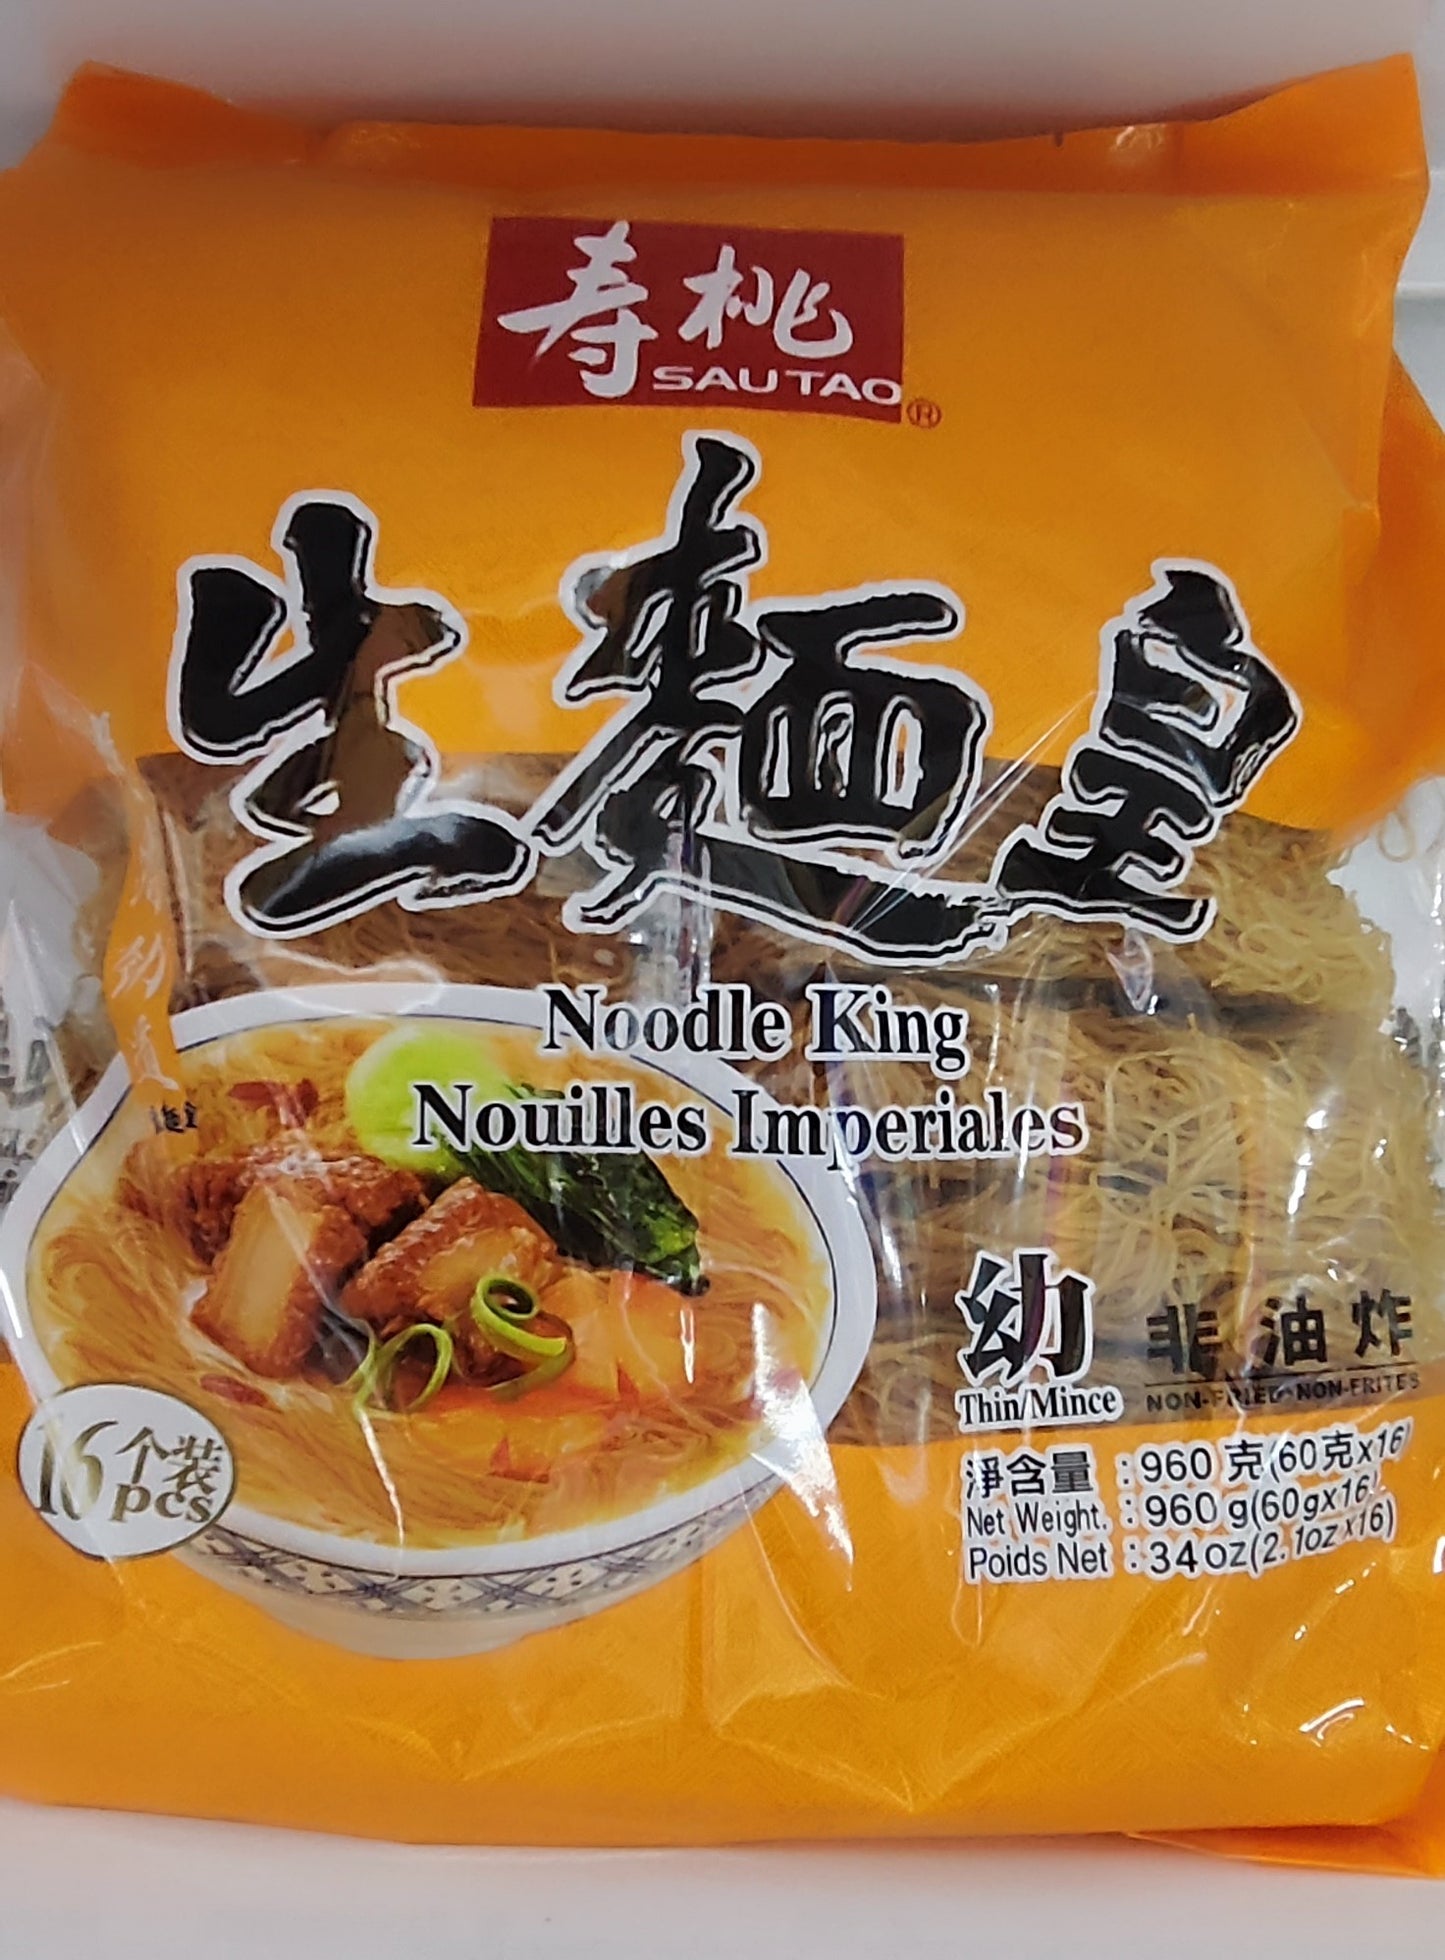 寿桃
SAU TAO®
生麵皇
Noodle King
Nouilles Imperiales
幼
Thin/Mince
非油炸
NON-FRIED NON-FRITES
16个装
pcs
淨含量：960 克(60克x16)
Net Weight. : 960 g(60gx16)
Poids Net : 34 oz(2.1oz x16)